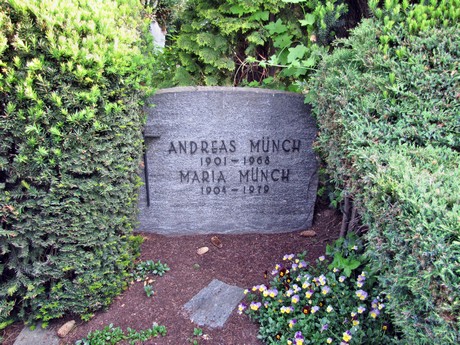 ANDREAS MÜNCH
1901 – 1968
MARIA MÜNCH
1904 – 1979